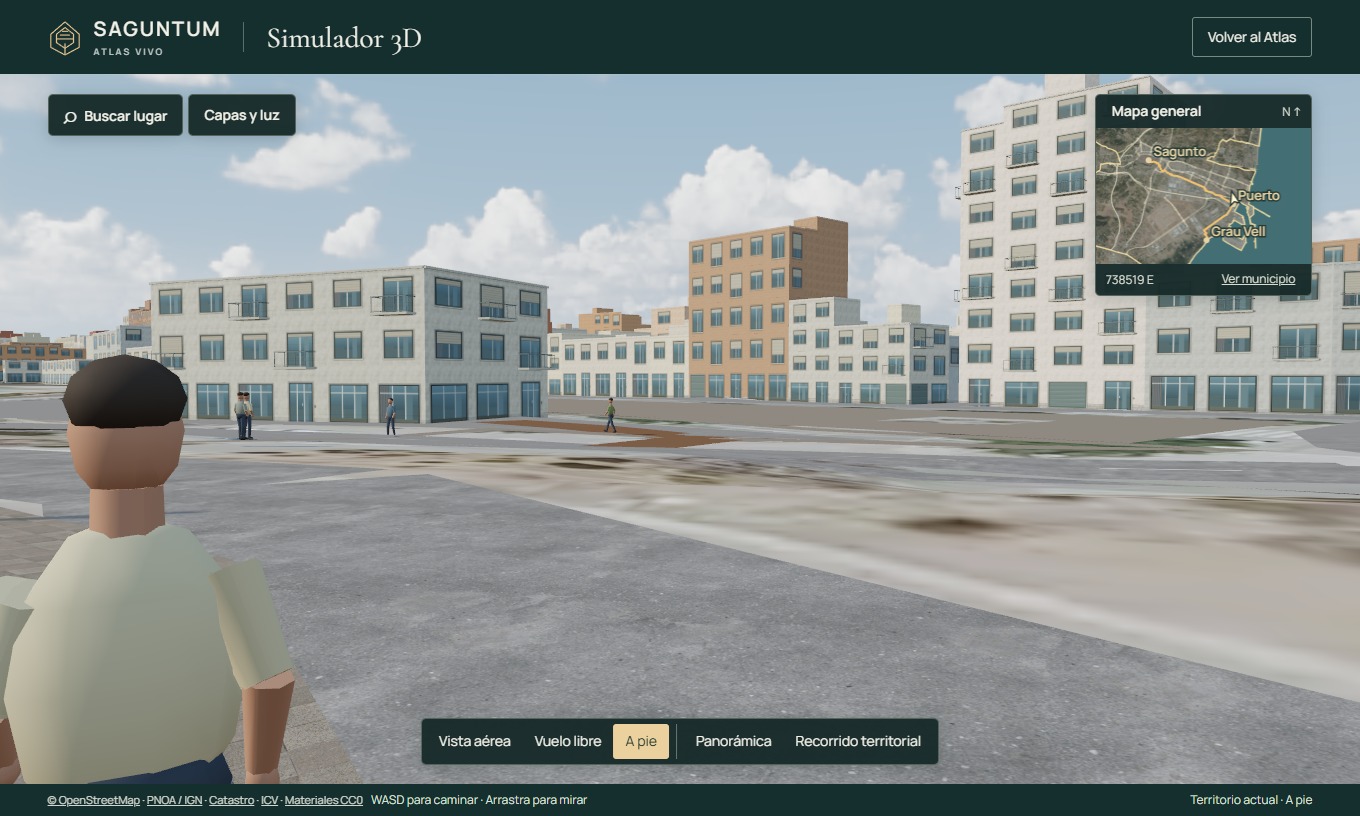 SAGUNTUM
ATLAS VIVO
Simulador 3D
Volver al Atlas
Buscar lugar
Capas y luz
Mapa general
N ↑
Sagunto
Puerto
Grau Vell
738519 E
Ver municipio
Vista aérea
Vuelo libre
A pie
Panorámica
Recorrido territorial
© OpenStreetMap · PNOA / IGN · Catastro · ICV · Materiales CC0 WASD para caminar · Arrastra para mirar
Territorio actual · A pie